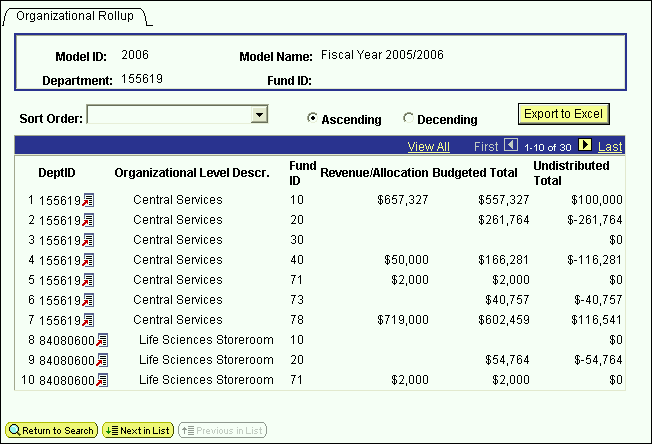 Organizational Rollup
Model ID: 2006 Model Name: Fiscal Year 2005/2006
Department: 155619 Fund ID:
Sort Order: Ascending Decending Export to Excel
View All First 1-10 of 30 Last
DeptID Organizational Level Descr. Fund ID Revenue/Allocation Budgeted Total Undistributed Total
1 155619 Central Services 10 $657,327 $557,327 $100,000
2 155619 Central Services 20 $261,764 $-261,764
3 155619 Central Services 30 $0
4 155619 Central Services 40 $50,000 $166,281 $-116,281
5 155619 Central Services 71 $2,000 $2,000 $0
6 155619 Central Services 73 $40,757 $-40,757
7 155619 Central Services 78 $719,000 $602,459 $116,541
8 84080600 Life Sciences Storeroom 10 $0
9 84080600 Life Sciences Storeroom 20 $54,764 $-54,764
10 84080600 Life Sciences Storeroom 71 $2,000 $2,000 $0
Return to Search Next in List Previous in List